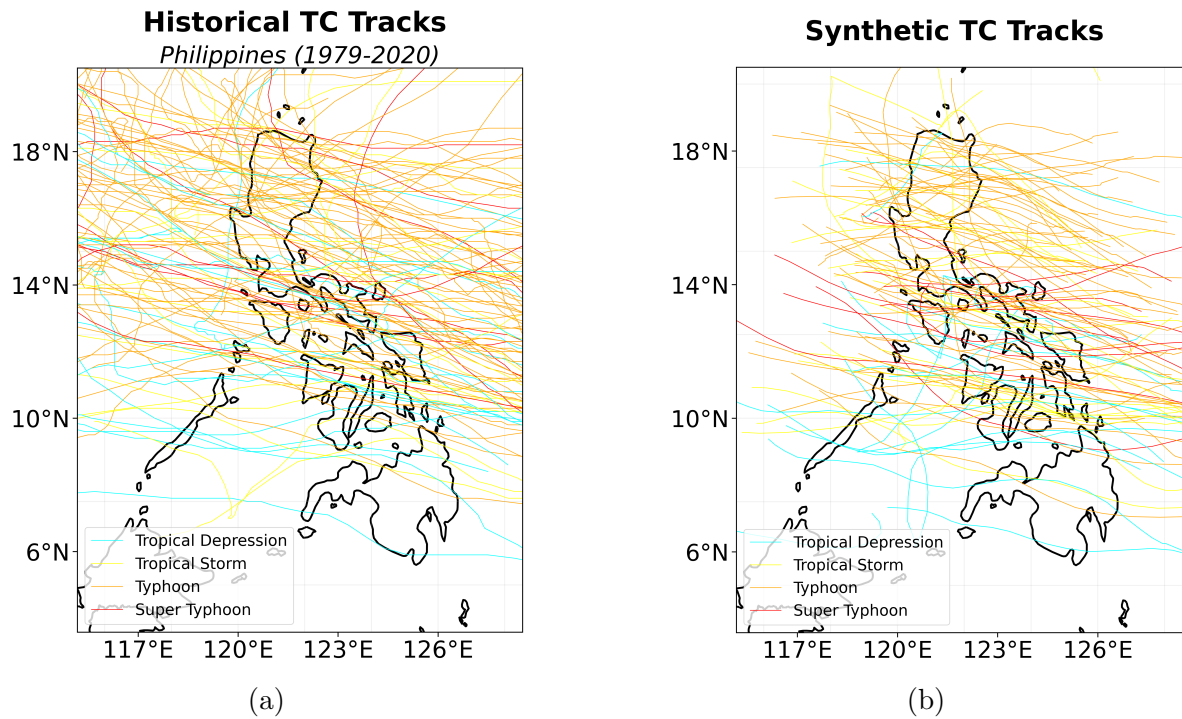 Historical TC Tracks
Philippines (1979-2020)
18°N
14°N
10°N
6°N
Tropical Depression
Tropical Storm
Typhoon
Super Typhoon
117°E 120°E 123°E 126°E
(a)
Synthetic TC Tracks
18°N
14°N
10°N
6°N
Tropical Depression
Tropical Storm
Typhoon
Super Typhoon
117°E 120°E 123°E 126°E
(b)